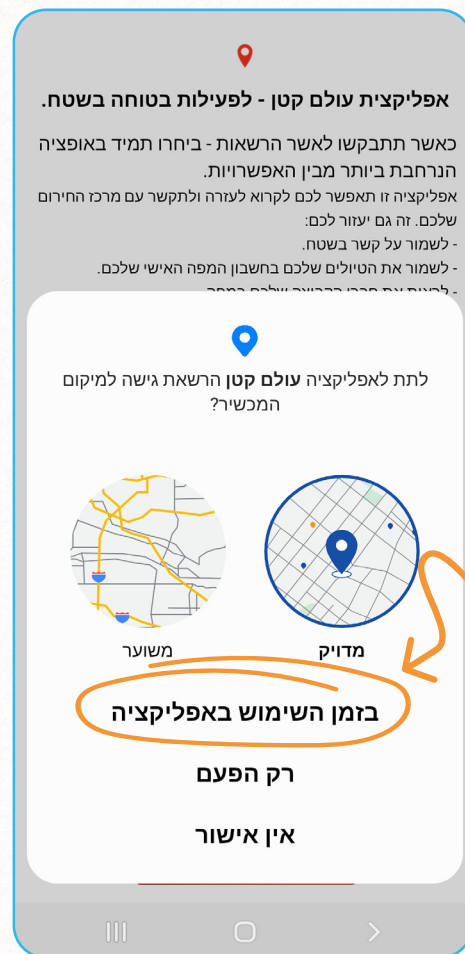 אפליקצית עולם קטן - לפעילות בטוחה בשטח.
כאשר תתבקשו לאשר הרשאות - ביחרו תמיד באופציה
הנרחבת ביותר מבין האפשרויות.
אפליקציה זו תאפשר לכם לקרוא לעזרה ולתקשר עם מרכז החירום
שלכם. זה גם יעזור לכם:
- לשמור על קשר בשטח.
- לשמור את הטיולים שלכם בחשבון המפה האישי שלכם.
לתת לאפליקציה עולם קטן הרשאת גישה למיקום
המכשיר?
מדויק
משוער
בזמן השימוש באפליקציה
רק הפעם
אין אישור